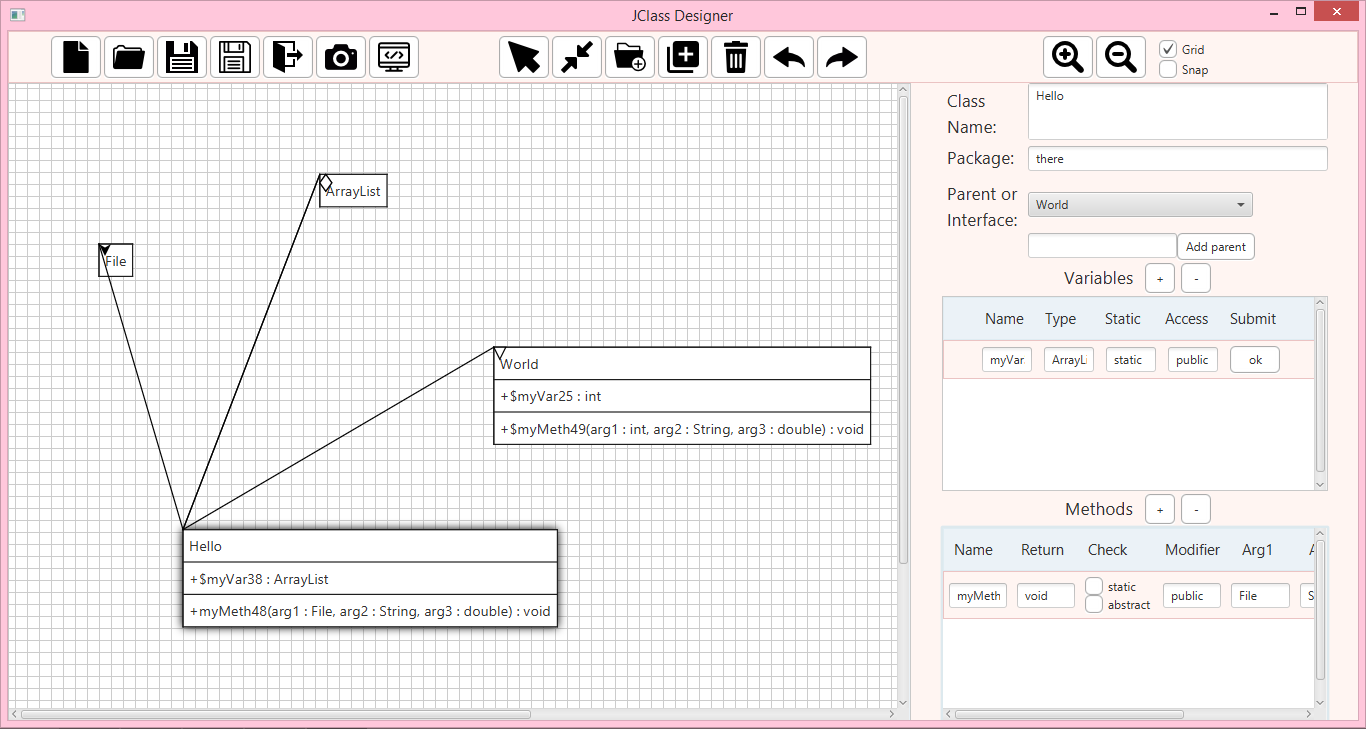 JClass Designer
Grid
Snap
ArrayList
File
World
+$myVar25 : int
+$myMeth49(arg1 : int, arg2 : String, arg3 : double) : void
Hello
+$myVar38 : ArrayList
+myMeth48(arg1 : File, arg2 : String, arg3 : double) : void
Class Name:
Hello
Package:
there
Parent or Interface:
World
Add parent
Variables + -
Name Type Static Access Submit
myVar ArrayLi static public ok
Methods + -
Name Return Check Modifier Arg1
myMeth void static abstract public File S